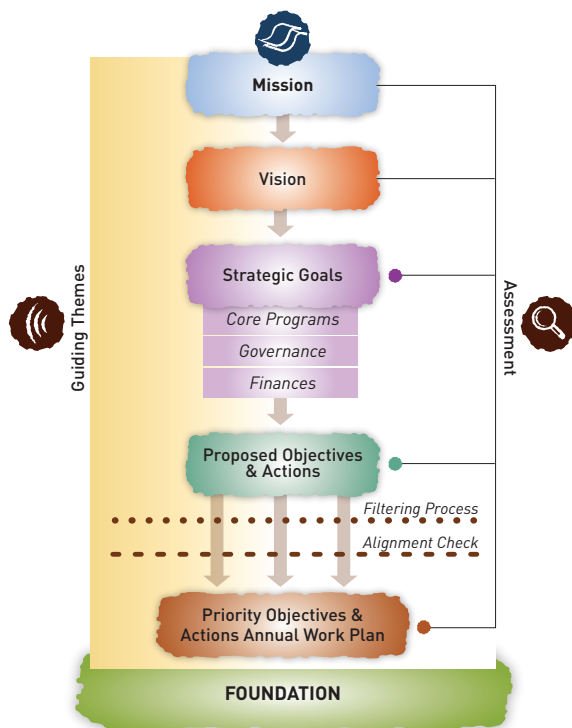 Mission
Vision
Strategic Goals
Core Programs
Governance
Finances
Guiding Themes
Assessment
Proposed Objectives
& Actions
Filtering Process
Alignment Check
Priority Objectives &
Actions Annual Work Plan
FOUNDATION